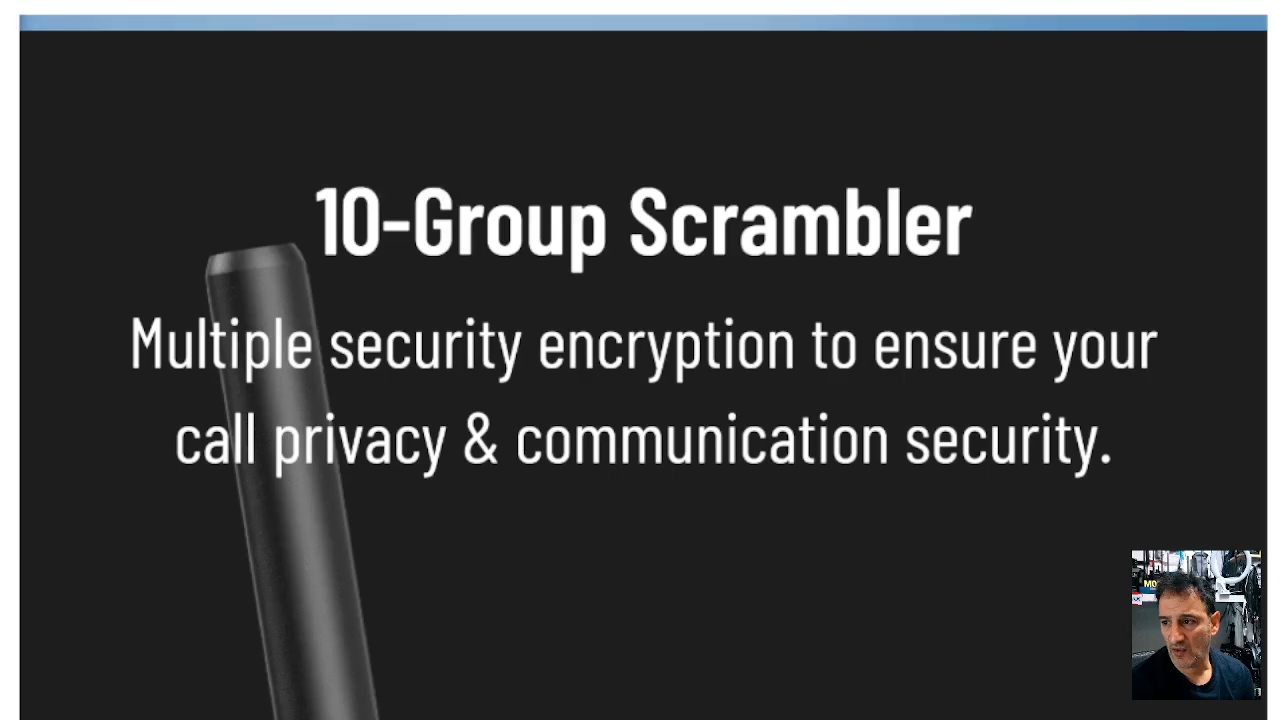 10-Group Scrambler
Multiple security encryption to ensure your
call privacy & communication security.